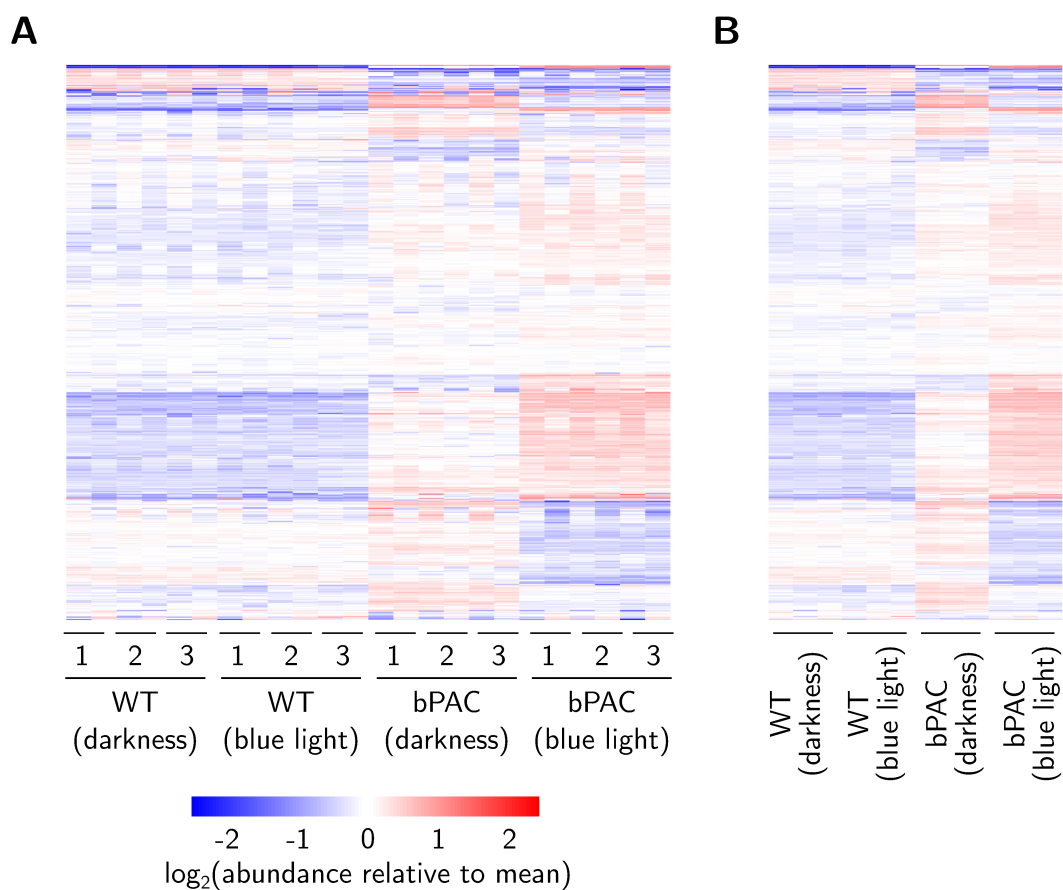 A
B
1 2 3 1 2 3 1 2 3 1 2 3
WT WT bPAC bPAC
(darkness) (blue light) (darkness) (blue light)
WT
(darkness)
WT
(blue light)
bPAC
(darkness)
bPAC
(blue light)
-2 -1 0 1 2
log₂(abundance relative to mean)